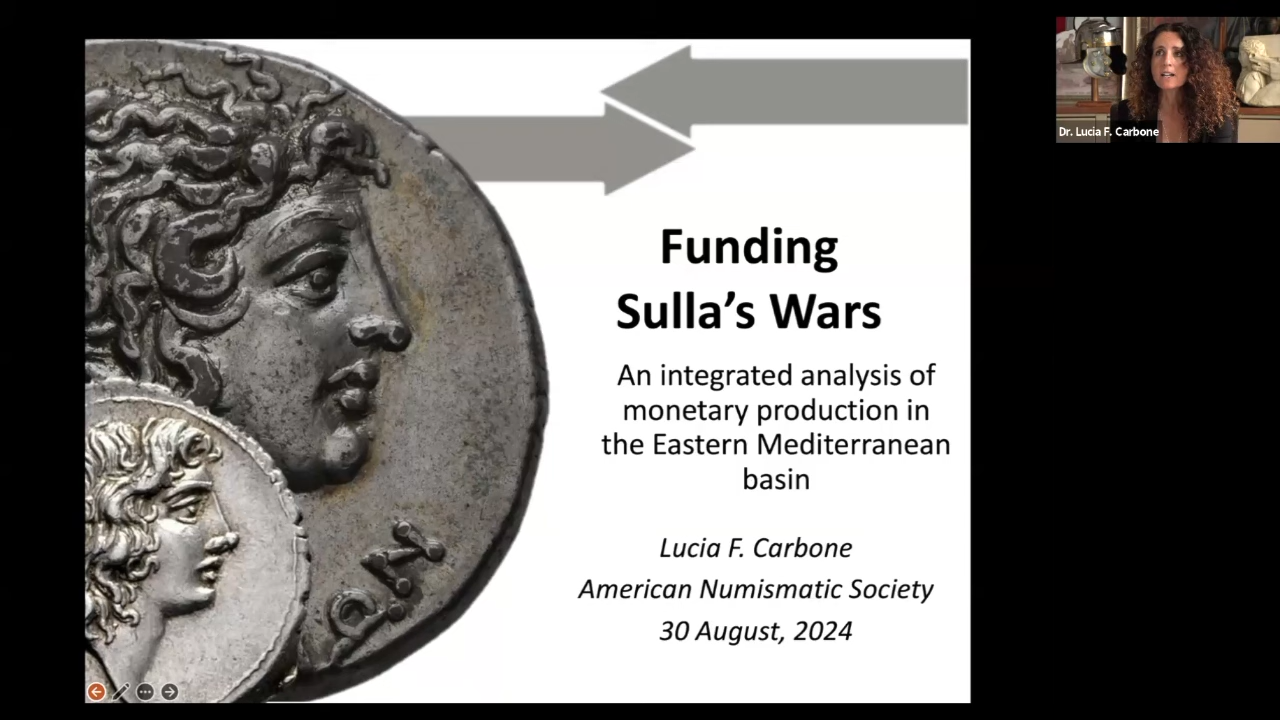 Funding
Sulla's Wars
An integrated analysis of
monetary production in
the Eastern Mediterranean
basin
Lucia F. Carbone
American Numismatic Society
30 August, 2024
Dr. Lucia F. Carbone